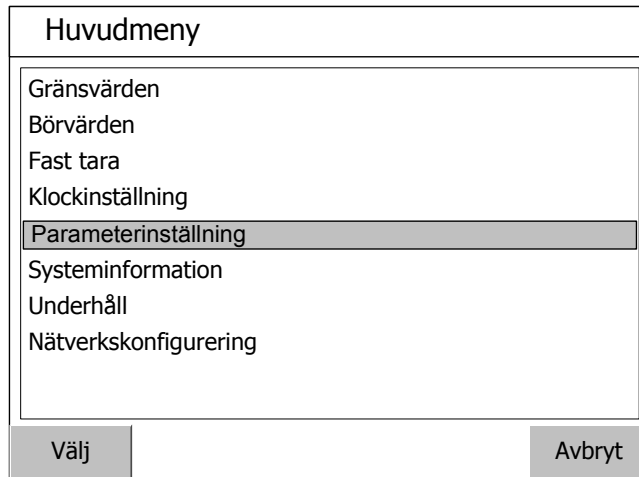 Huvudmeny
Gränsvärden
Börvärden
Fast tara
Klockinställning
Parameterinställning
Systeminformation
Underhåll
Nätverkskonfigurering
Välj
Avbryt